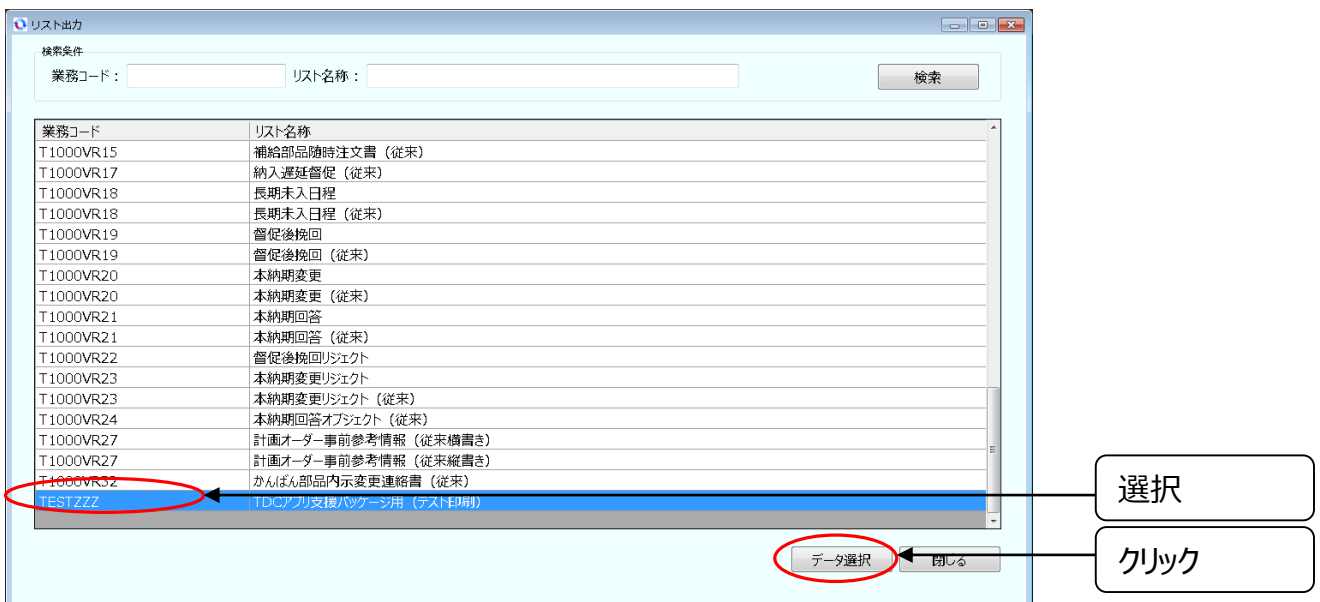 リスト出力
検索条件
業務コード：
リスト名称：
検索
業務コード リスト名称
T1000VR15 補給部品随時注文書（従来）
T1000VR17 納入遅延督促（従来）
T1000VR18 長期未入日程
T1000VR18 長期未入日程（従来）
T1000VR19 督促後挽回
T1000VR19 督促後挽回（従来）
T1000VR20 本納期変更
T1000VR20 本納期変更（従来）
T1000VR21 本納期回答
T1000VR21 本納期回答（従来）
T1000VR22 督促後挽回リジェクト
T1000VR23 本納期変更リジェクト
T1000VR23 本納期変更リジェクト（従来）
T1000VR24 本納期回答オブジェクト（従来）
T1000VR27 計画オーダー事前参考情報（従来横書き）
T1000VR27 計画オーダー事前参考情報（従来縦書き）
T1000VR32 かんばん部品内示変更連絡書（従来）
TESTZZZ TDCアプリ支援パッケージ用（テスト印刷）
選択
データ選択
閉じる
クリック